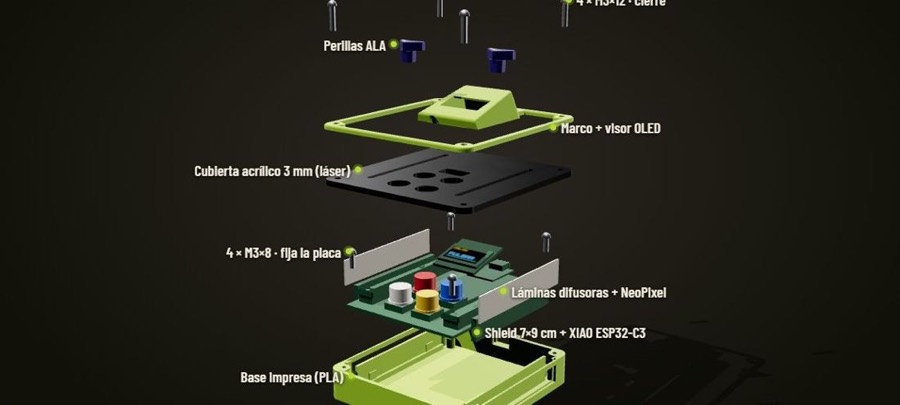 4 × M3×12 · cierre
Perillas ALA
Marco + visor OLED
Cubierta acrílico 3 mm (láser)
4 × M3×8 · fija la placa
Láminas difusoras + NeoPixel
Shield 7×9 cm + XIAO ESP32-C3
Base impresa (PLA)